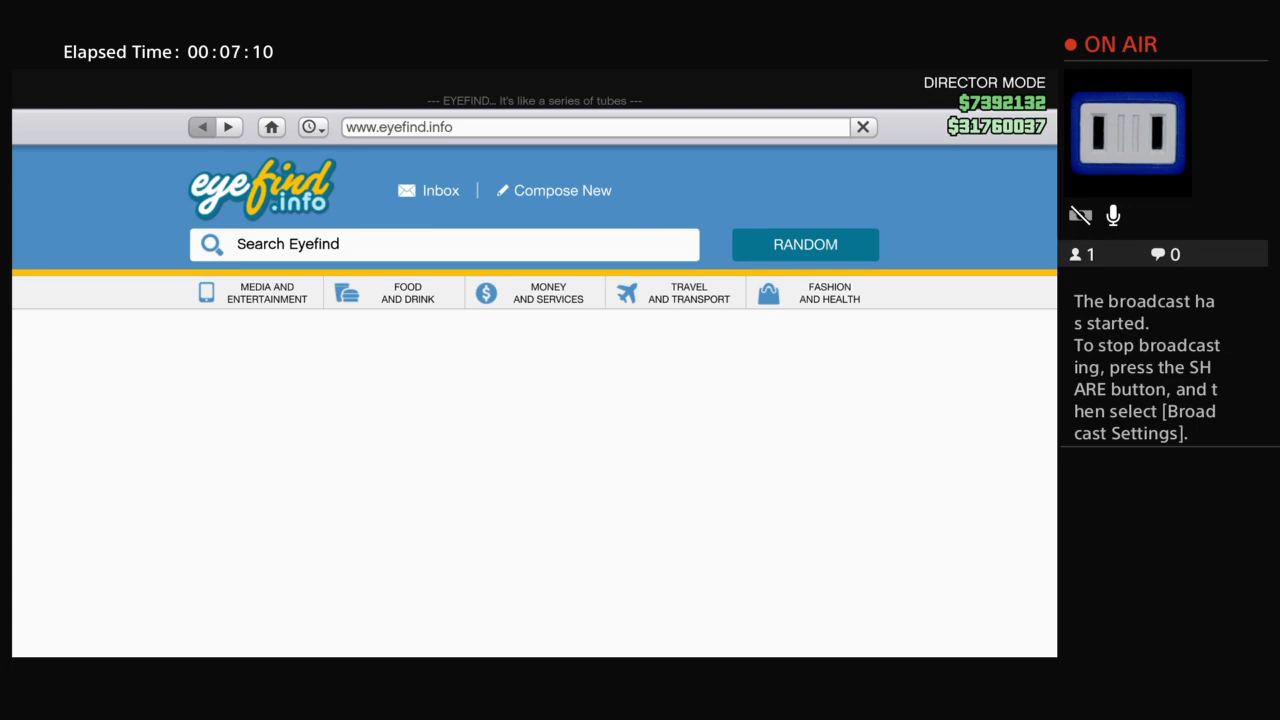 Elapsed Time: 00:07:10
ON AIR
DIRECTOR MODE
--- EYEFIND... It's like a series of tubes ---
$7392132
www.eyefind.info
$31760037
eyefind
.info
Inbox
Compose New
Search Eyefind
RANDOM
1
0
MEDIA AND
ENTERTAINMENT
FOOD
AND DRINK
MONEY
AND SERVICES
TRAVEL
AND TRANSPORT
FASHION
AND HEALTH
The broadcast ha
s started.
To stop broadcast
ing, press the SH
ARE button, and t
hen select [Broad
cast Settings].